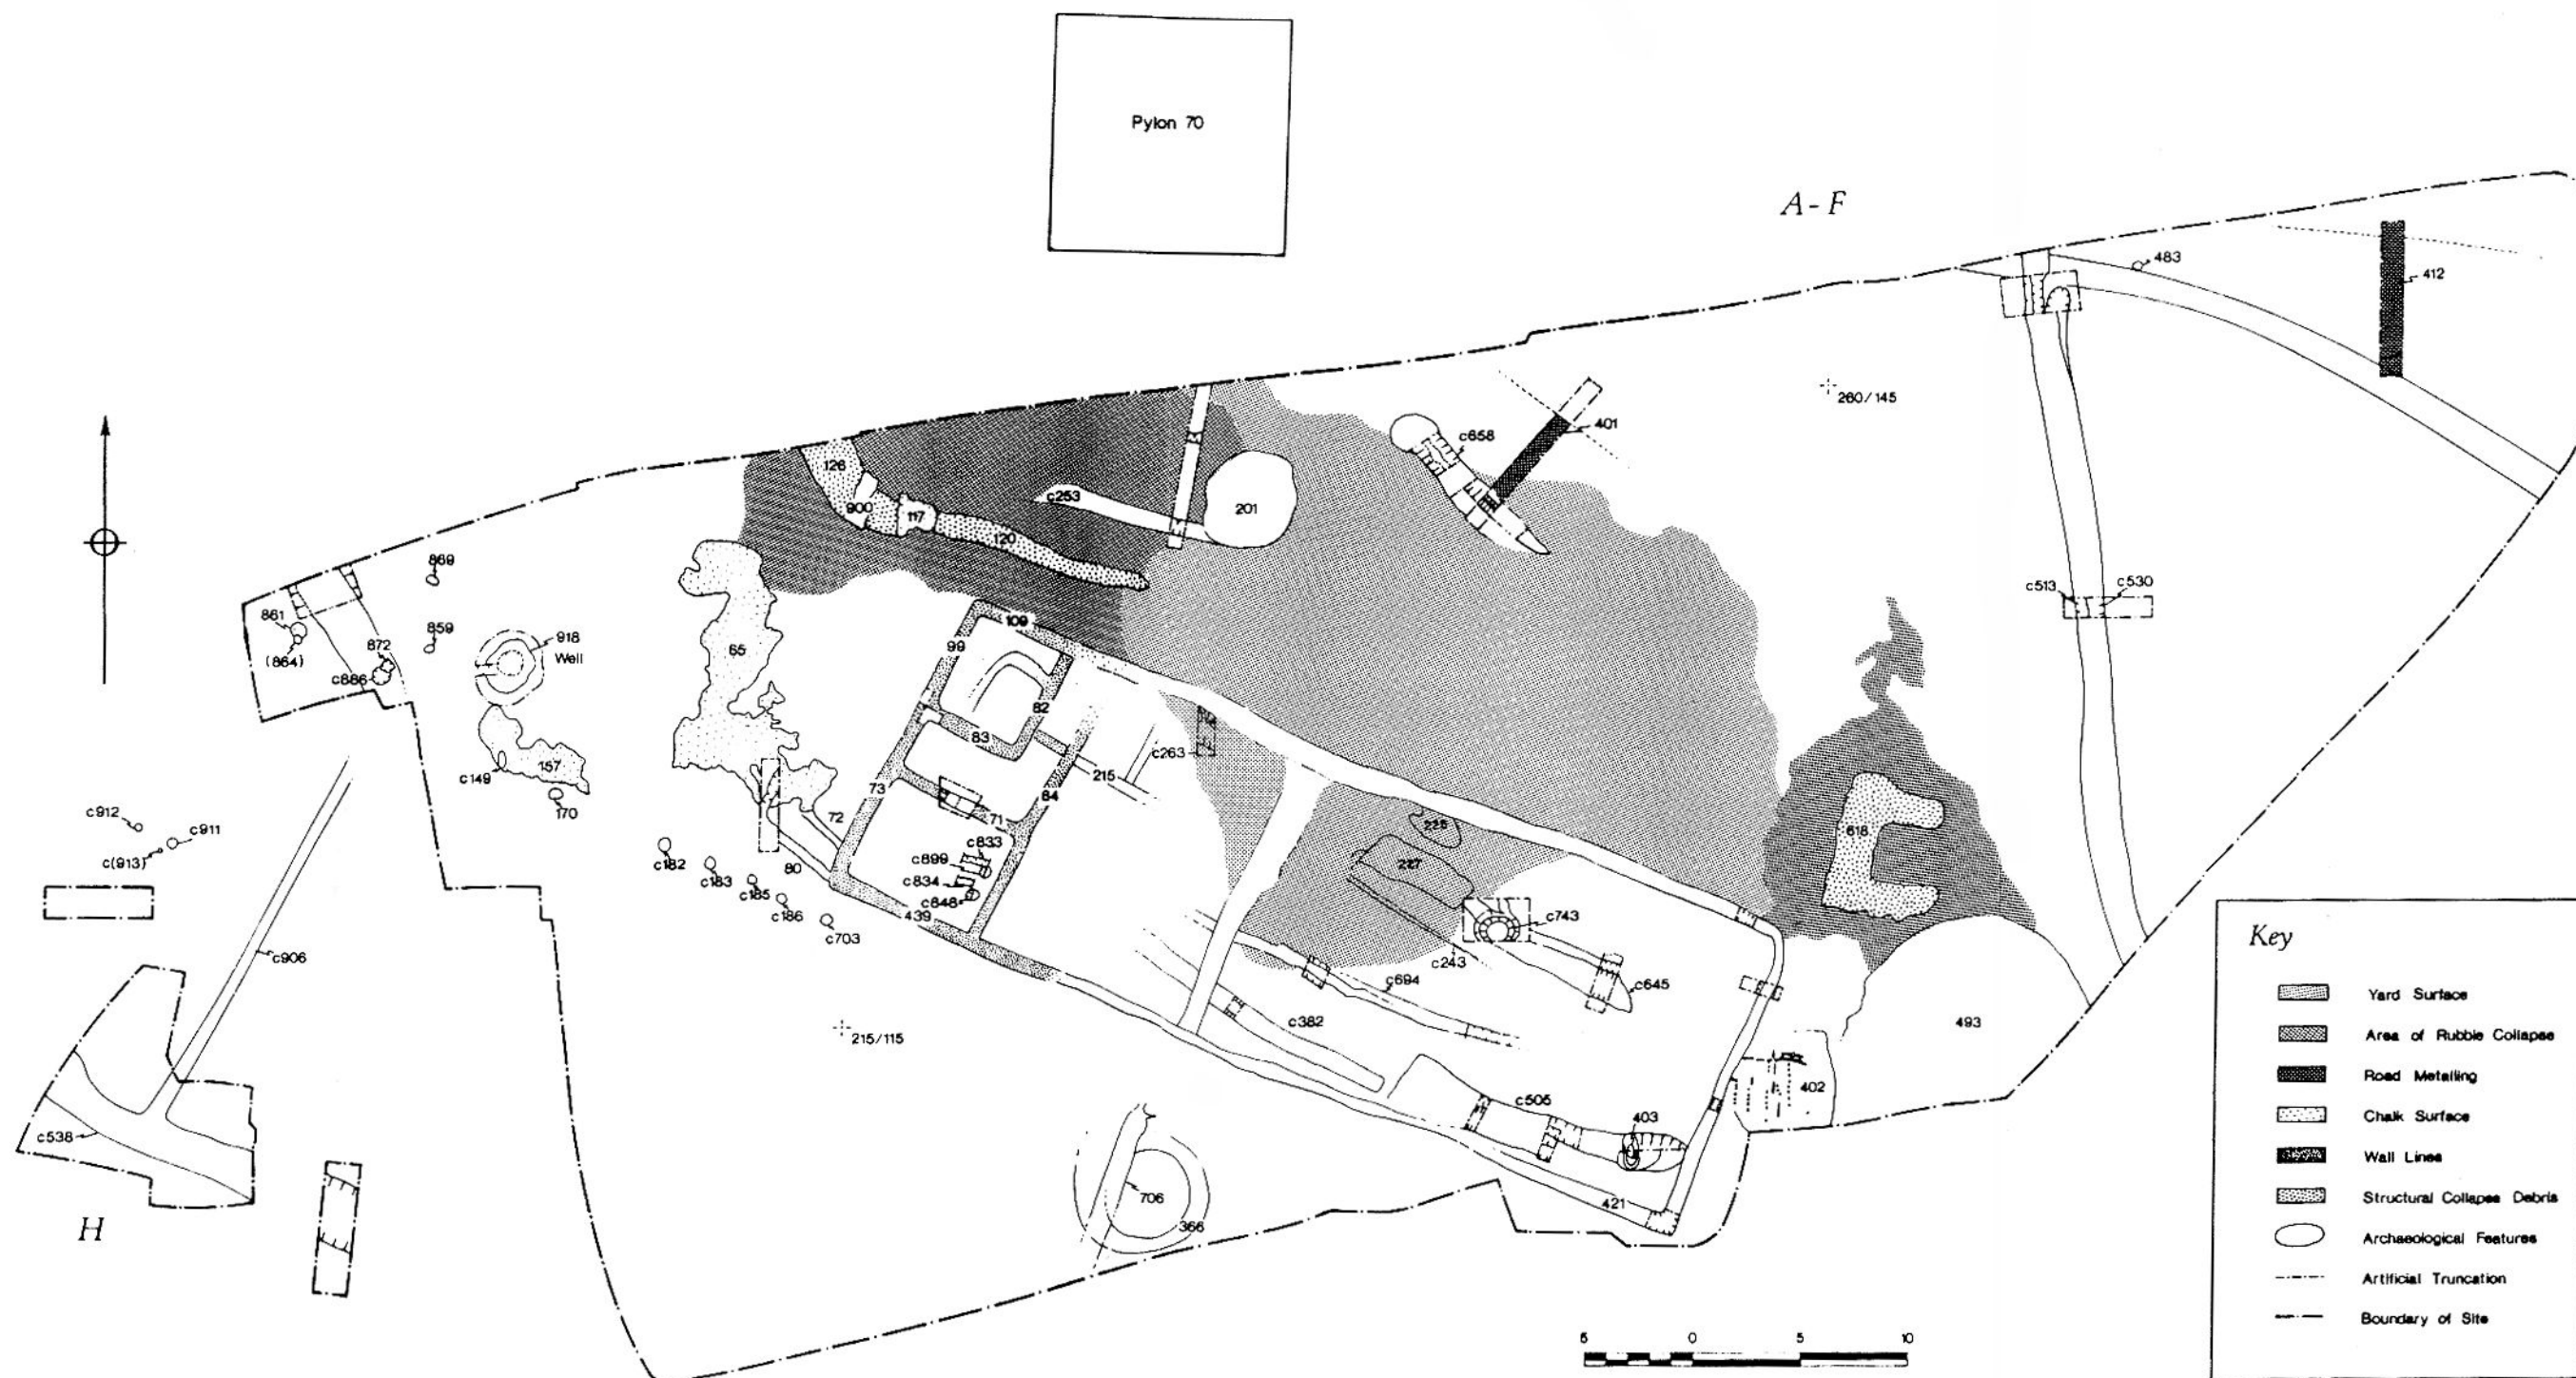 Pylon 70
A-F
483
412
260/145
401
c658
126
c253
900
117
201
120
869
861
859
918
Well
(864)
872
c886
109
99
65
c513
c530
82
83
c263
c149
157
215
73
84
170
c912
c911
72
71
225
618
c833
227
c(913)
c899
c182
c183
80
c834
c185
c848
c186
439
c743
c703
c906
c243
c694
c645
c382
493
215/115
402
c505
c538
403
706
366
421
H
Key
Yard Surface
Area of Rubble Collapse
Road Metalling
Chalk Surface
Wall Lines
Structural Collapse Debris
Archaeological Features
Artificial Truncation
Boundary of Site
5 0 5 10